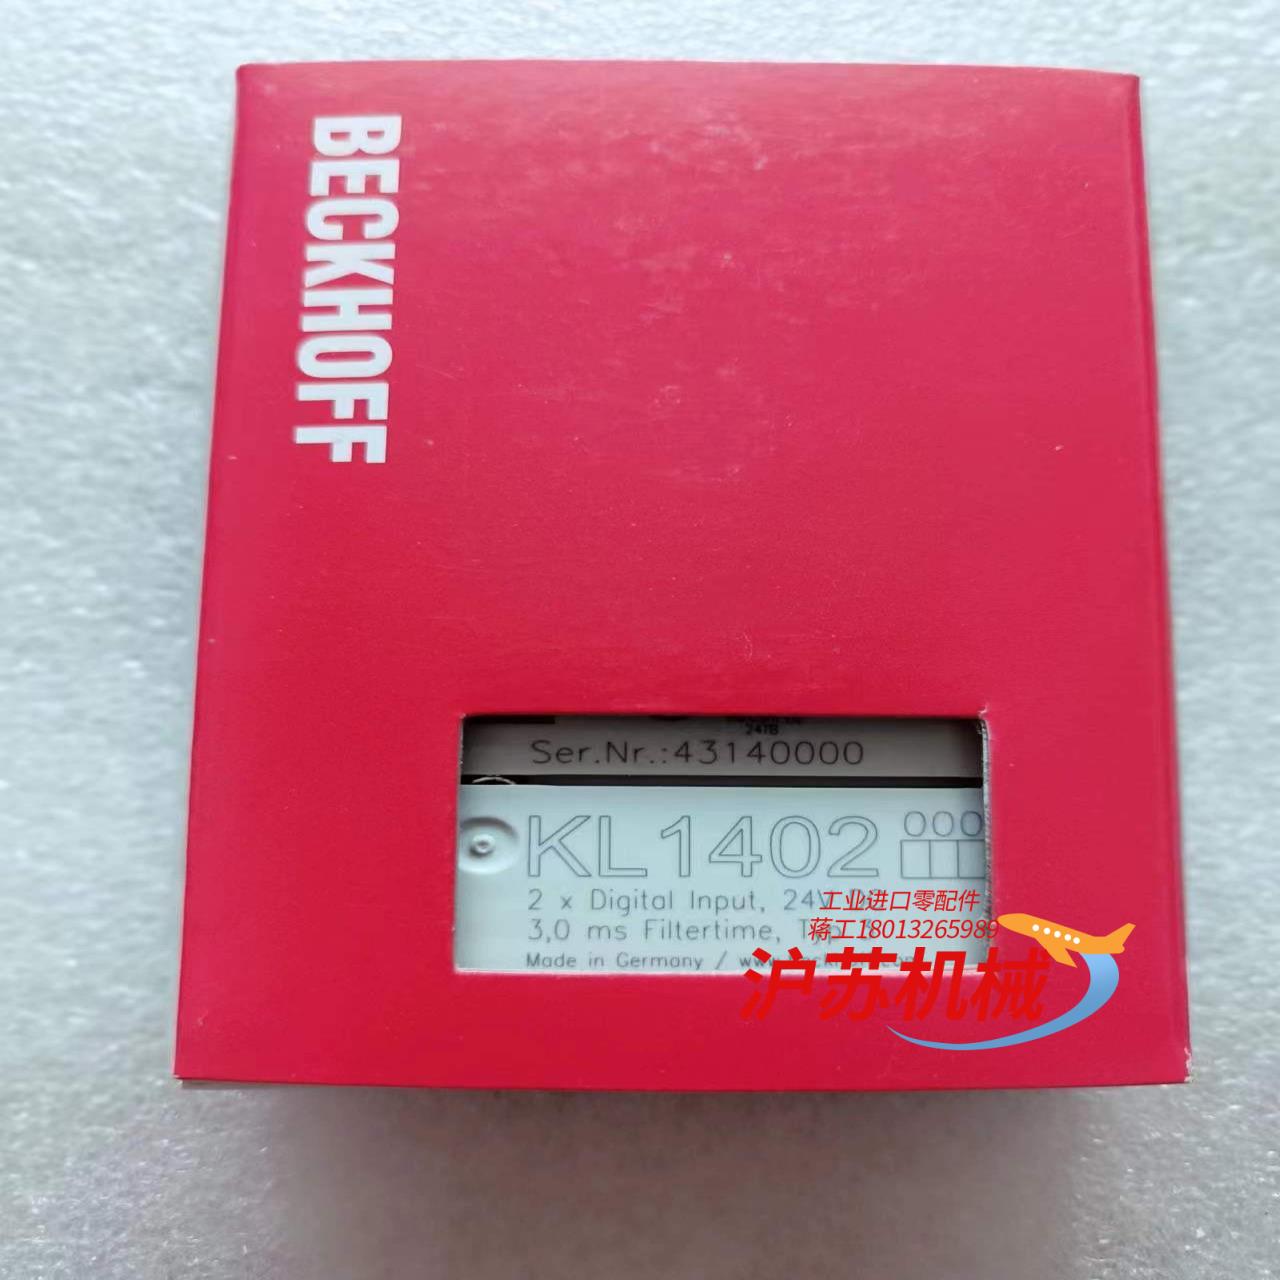 BECKHOFF
24TB
Ser.Nr.:43140000
KL1402
000
2 x Digital Input, 24V
工业进口零配件
3,0 ms Filtertime,
蒋工18013265989
Made in Germany /
沪苏机械